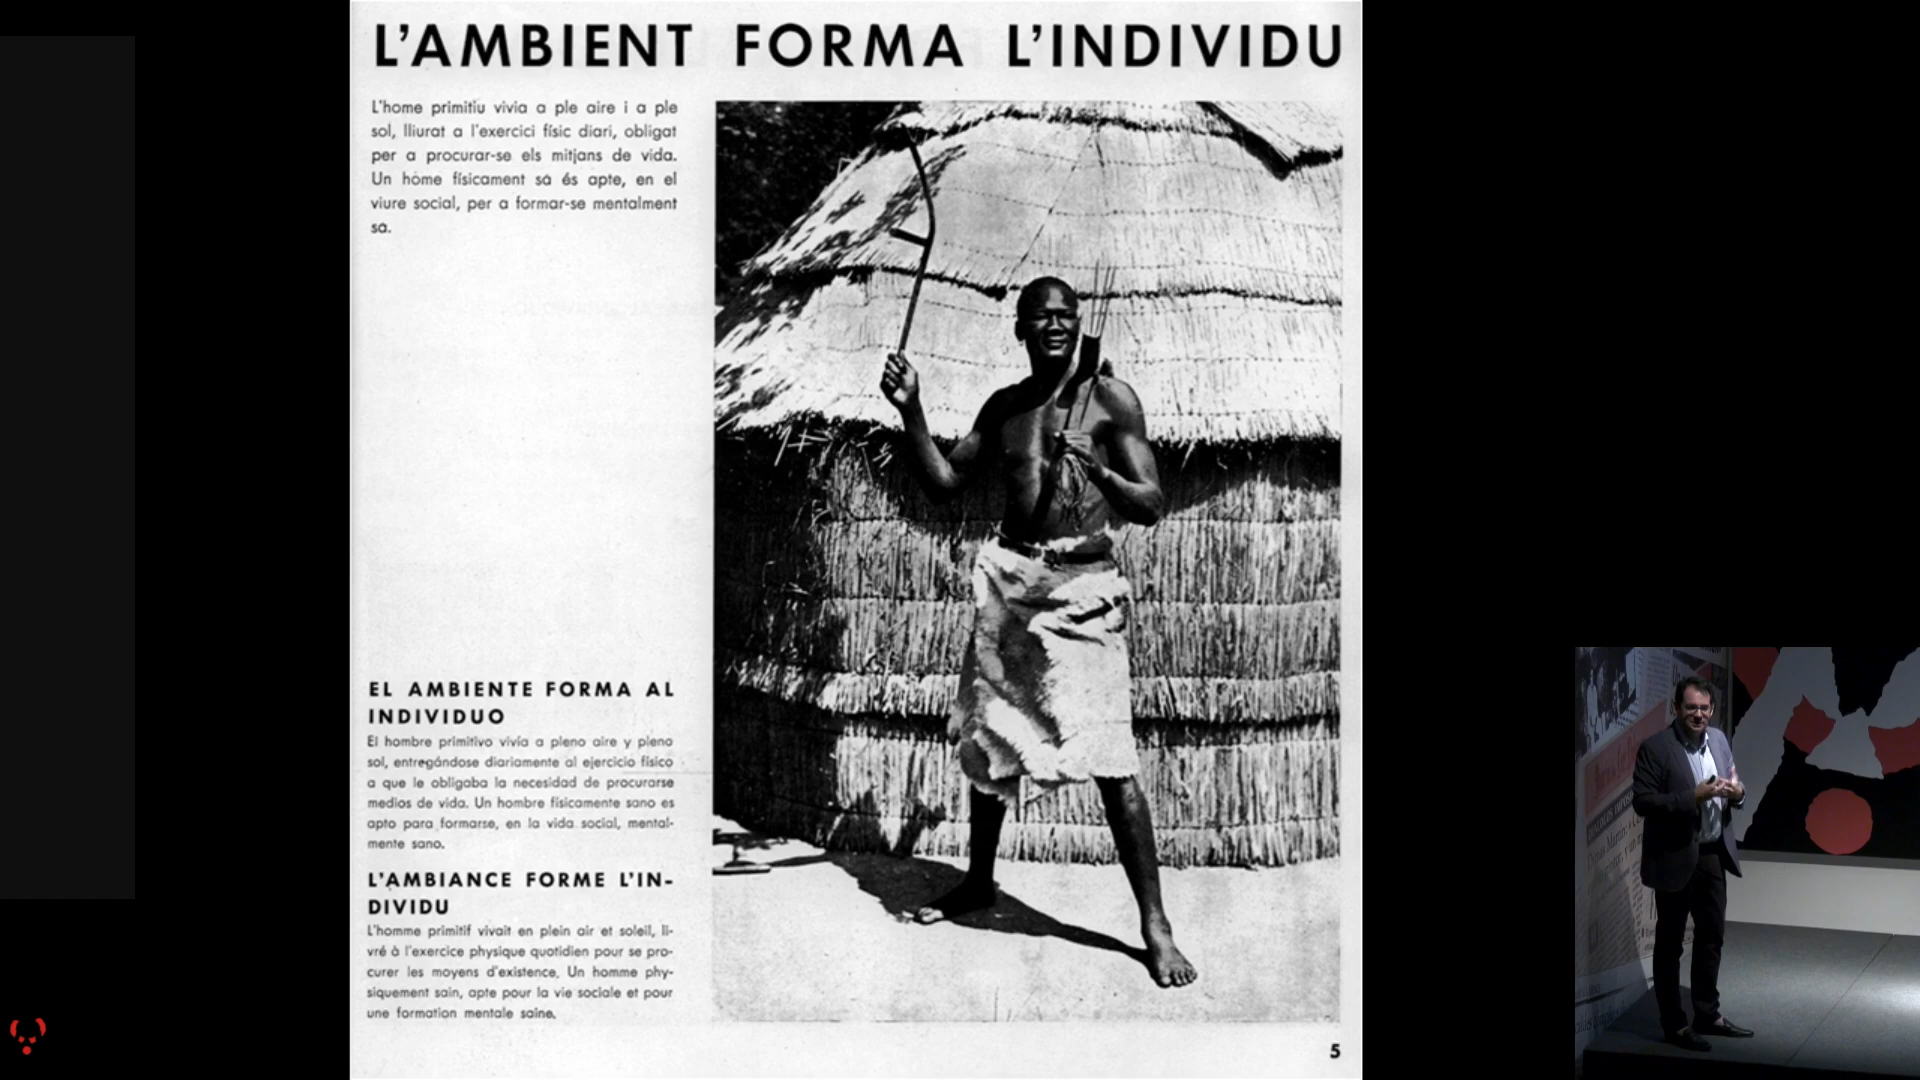 L'AMBIENT FORMA L'INDIVIDU
L'home primitiu vivia a ple aire i a ple
sol, lliurat a l'exercici físic diari, obligat
per a procurar-se els mitjans de vida.
Un home físicament sa és apte, en el
viure social, per a formar-se mentalment
sa.
EL AMBIENTE FORMA AL
INDIVIDUO
El hombre primitivo vivía a pleno aire y pleno
sol, entregándose diariamente al ejercicio físico
a que le obligaba la necesidad de procurarse
medios de vida. Un hombre físicamente sano es
apto para formarse, en la vida social, mental-
mente sano.
L'AMBIANCE FORME L'IN-
DIVIDU
L'homme primitif vivait en plein air et soleil, li-
vré à l'exercice physique quotidien pour se pro-
curer les moyens d'existence. Un homme phy-
siquement sain, apte pour la vie sociale et pour
une formation mentale saine.
5